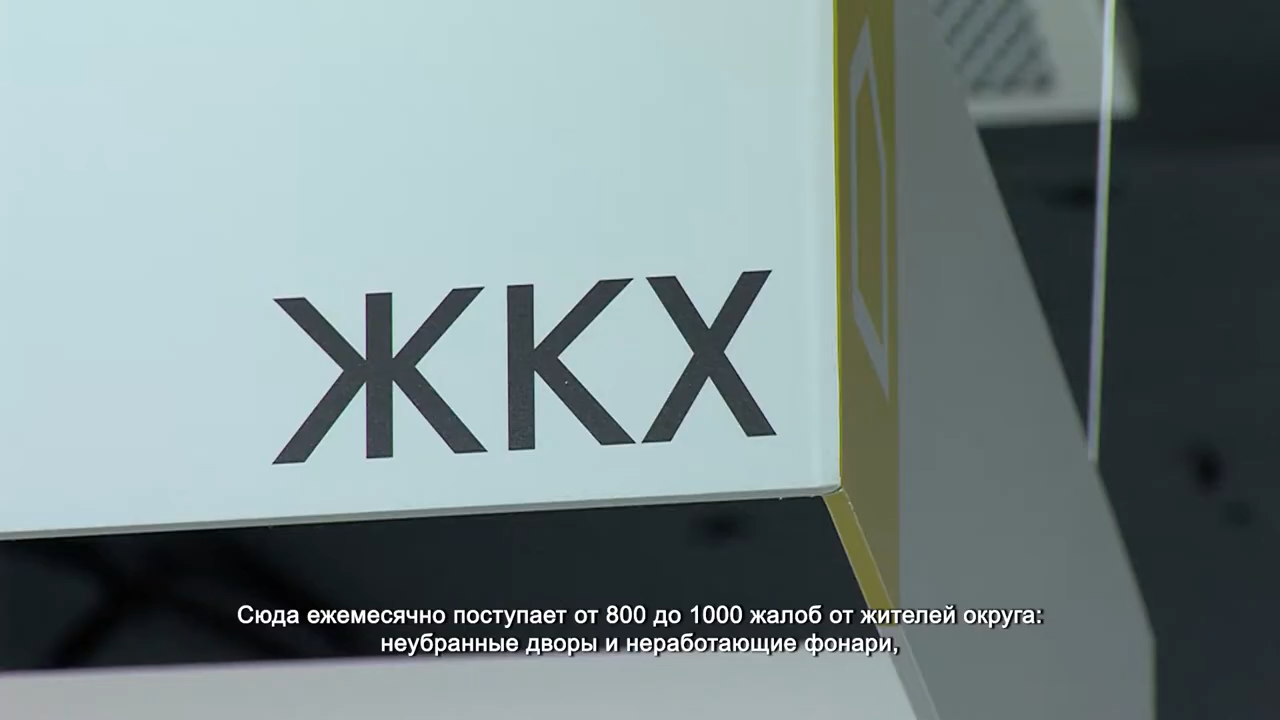 ЖКХ
Сюда ежемесячно поступает от 800 до 1000 жалоб от жителей округа:
неубранные дворы и неработающие фонари,